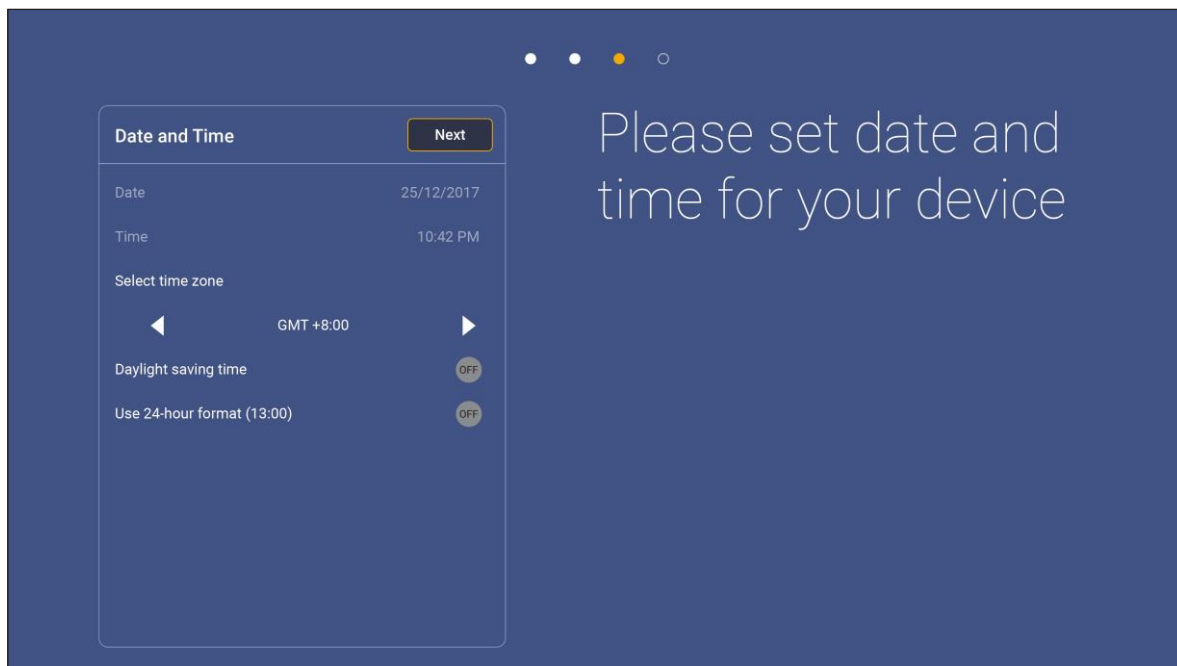 Date and Time
Next
Date
25/12/2017
Time
10:42 PM
Select time zone
GMT +8:00
Daylight saving time
OFF
Use 24-hour format (13:00)
OFF
Please set date and
time for your device